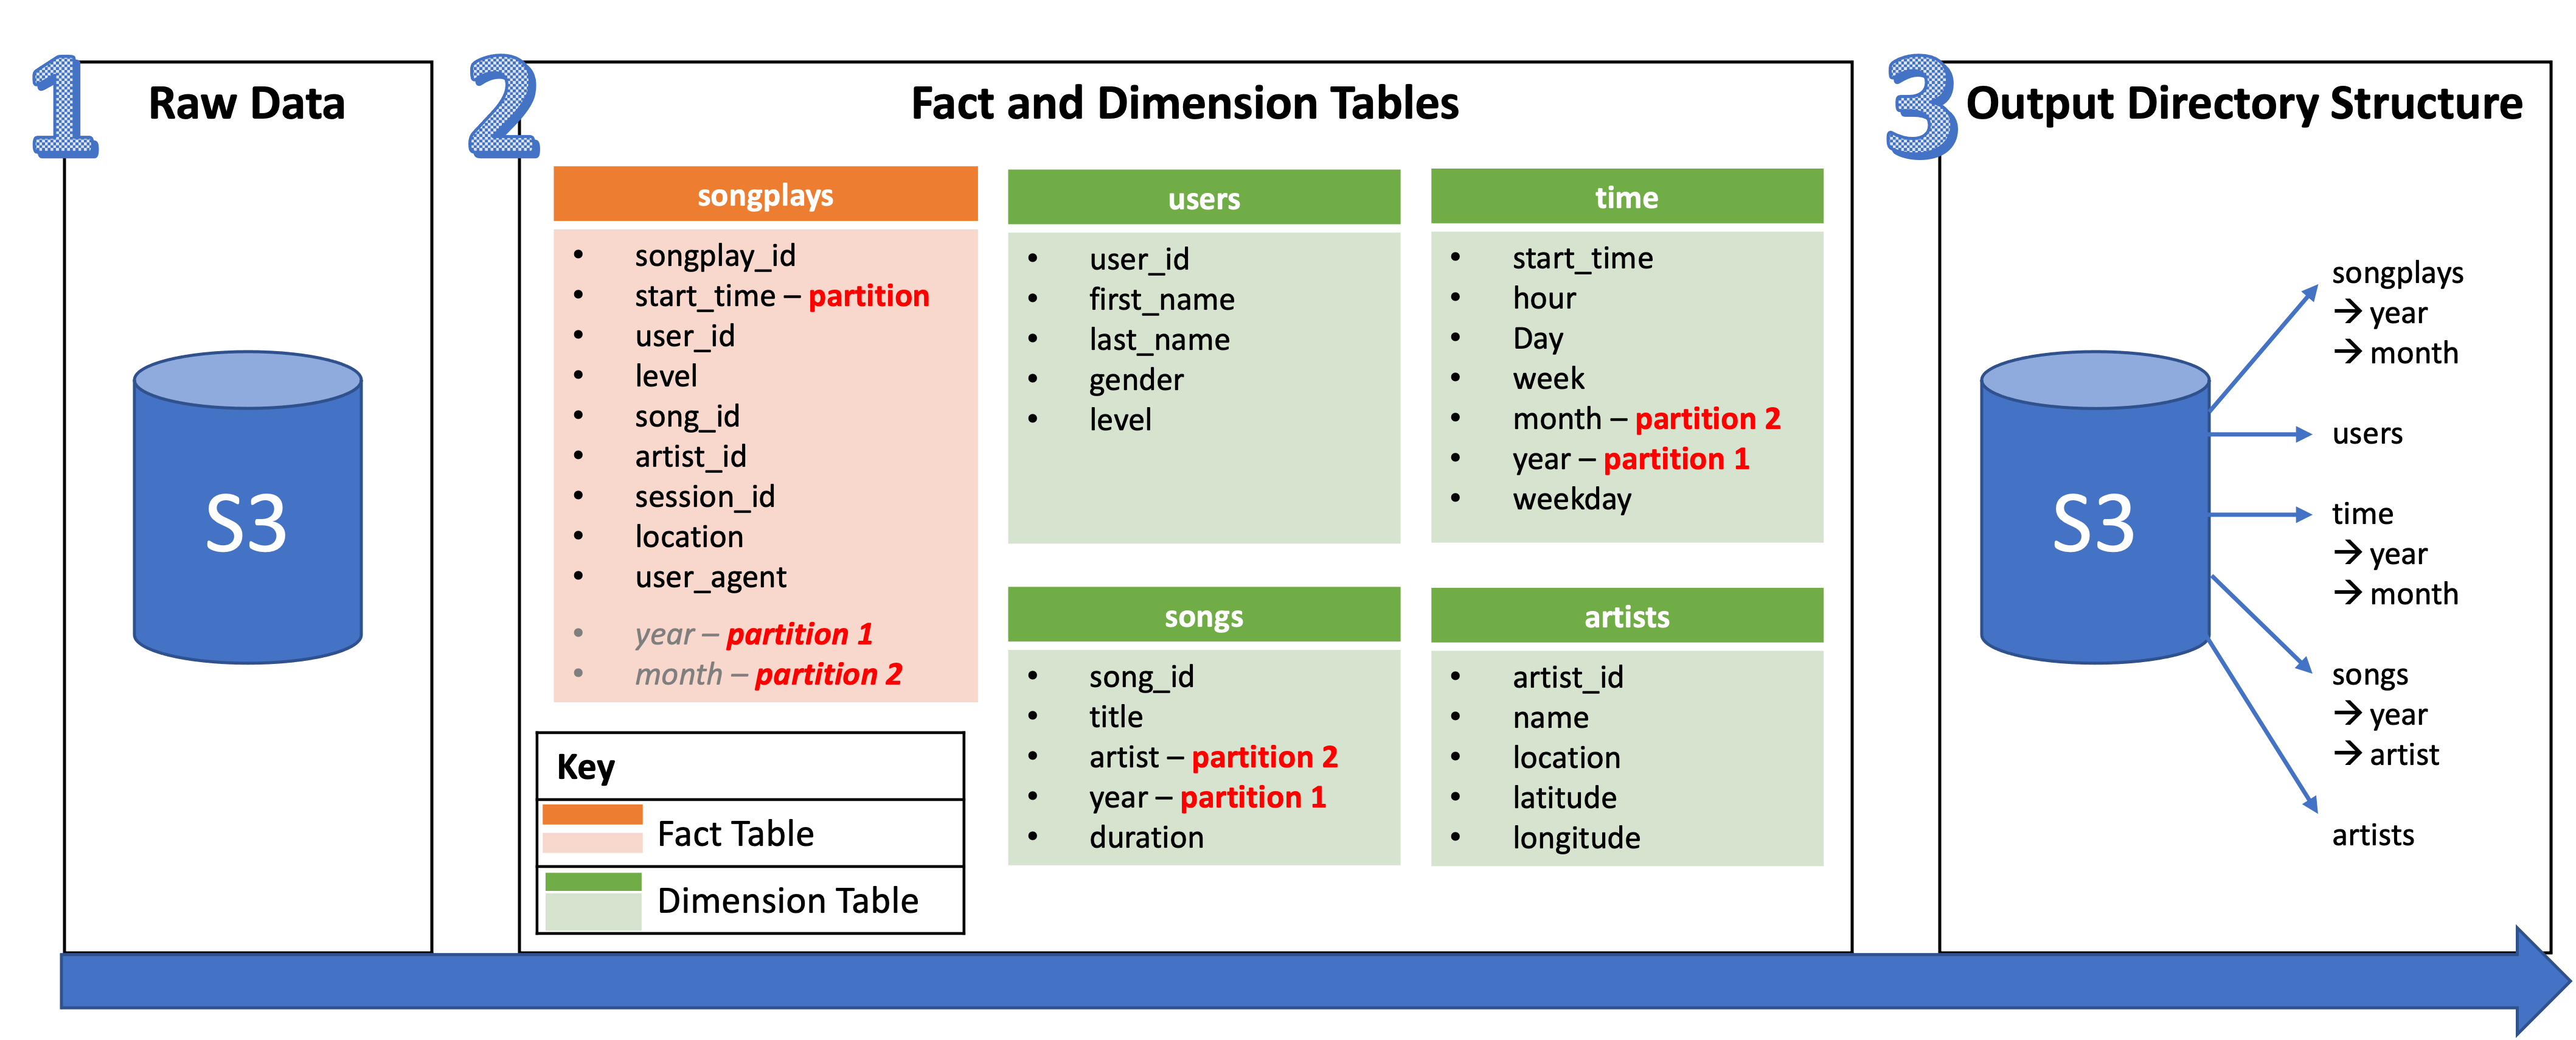 1
Raw Data
S3
2
Fact and Dimension Tables
songplays
• songplay_id
• start_time – partition
• user_id
• level
• song_id
• artist_id
• session_id
• location
• user_agent
• year – partition 1
• month – partition 2
users
• user_id
• first_name
• last_name
• gender
• level
time
• start_time
• hour
• Day
• week
• month – partition 2
• year – partition 1
• weekday
songs
• song_id
• title
• artist – partition 2
• year – partition 1
• duration
artists
• artist_id
• name
• location
• latitude
• longitude
Key
Fact Table
Dimension Table
3
Output Directory Structure
S3
songplays
→ year
→ month
users
time
→ year
→ month
songs
→ year
→ artist
artists